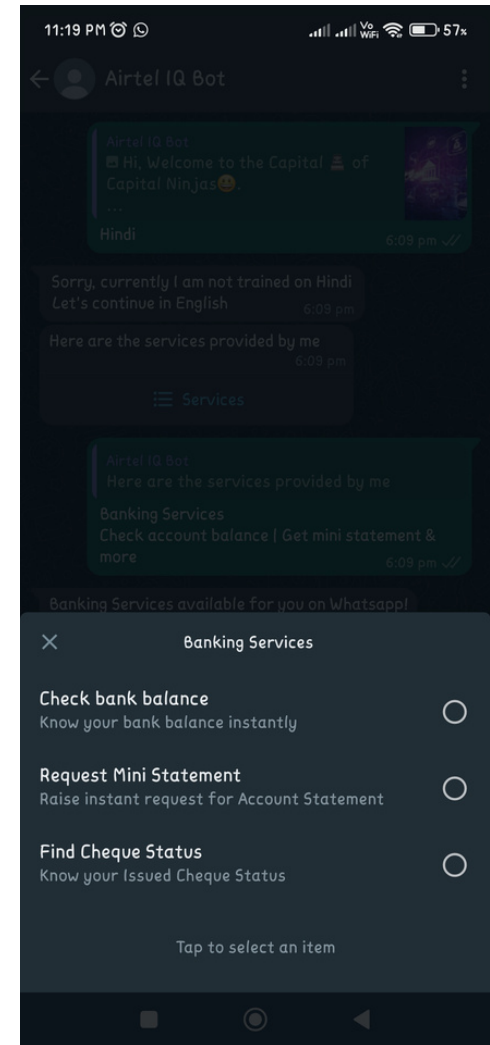 11:19 PM
Vo
WiFi
57%
Airtel IQ Bot
Airtel IQ Bot
Hi, Welcome to the Capital of
Capital Ninjas.
...
Hindi
6:09 pm
Sorry, currently I am not trained on Hindi
Let's continue in English
6:09 pm
Here are the services provided by me
6:09 pm
Services
Airtel IQ Bot
Here are the services provided by me
Banking Services
Check account balance | Get mini statement &
more
6:09 pm
Banking Services available for you on Whatsapp!
Banking Services
Check bank balance
Know your bank balance instantly
Request Mini Statement
Raise instant request for Account Statement
Find Cheque Status
Know your Issued Cheque Status
Tap to select an item